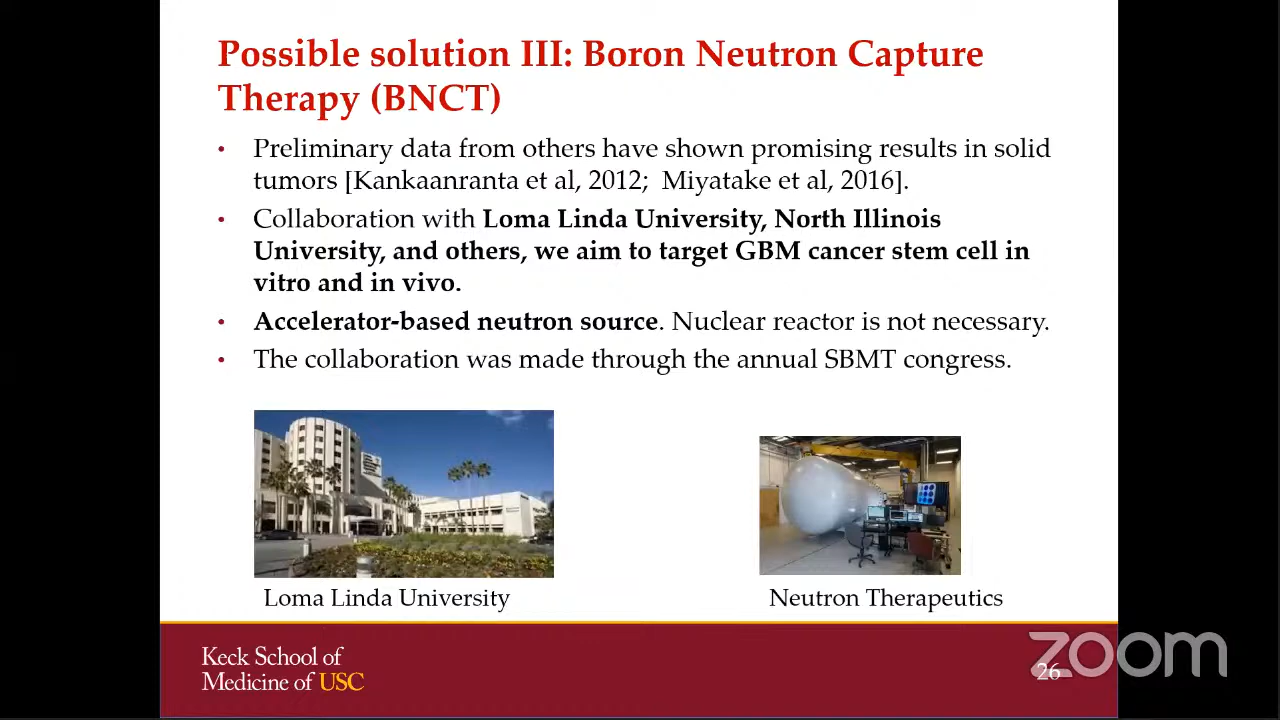 Possible solution III: Boron Neutron Capture
Therapy (BNCT)
• Preliminary data from others have shown promising results in solid
tumors [Kankaanranta et al, 2012;  Miyatake et al, 2016].
• Collaboration with Loma Linda University, North Illinois
University, and others, we aim to target GBM cancer stem cell in
vitro and in vivo.
• Accelerator-based neutron source. Nuclear reactor is not necessary.
• The collaboration was made through the annual SBMT congress.
Loma Linda University
Neutron Therapeutics
Keck School of
Medicine of USC
zoom
26